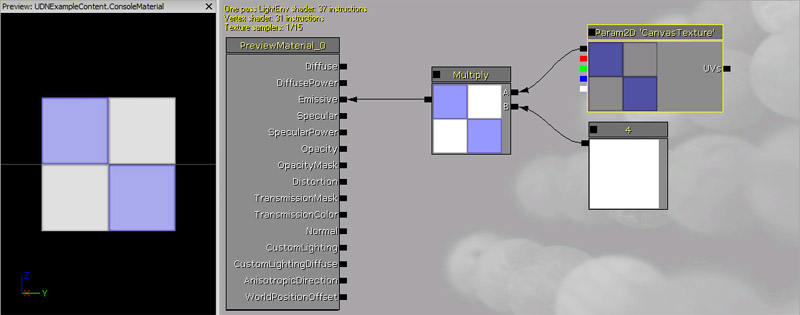 Preview: UDNExampleContent.ConsoleMaterial
X
Z
X
Y
One pass LightEnv shader: 37 instructions
Vertex shader: 31 instructions
Texture samplers: 1/15
PreviewMaterial_0
Diffuse
DiffusePower
Emissive
Specular
SpecularPower
Opacity
OpacityMask
Distortion
TransmissionMask
TransmissionColor
Normal
CustomLighting
CustomLightingDiffuse
AnisotropicDirection
WorldPositionOffset
Multiply
A
B
Param2D 'CanvasTexture'
UVs
4